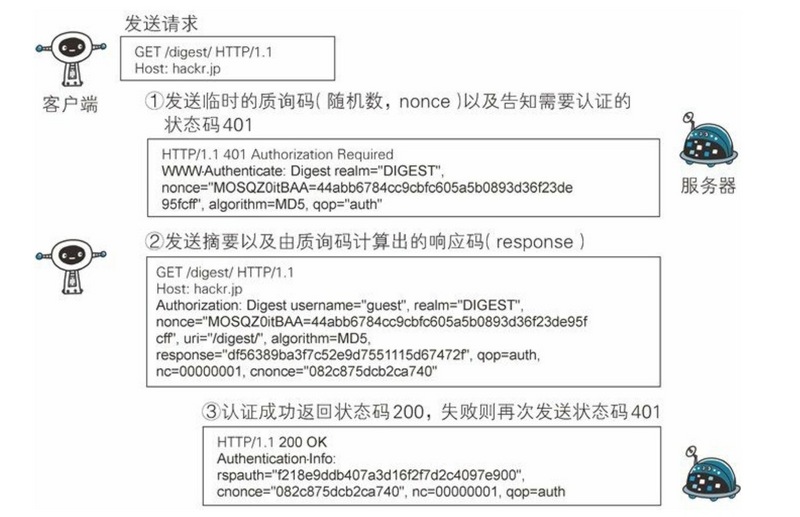 发送请求
GET /digest/ HTTP/1.1
Host: hackr.jp
客户端
①发送临时的质询码(随机数，nonce)以及告知需要认证的
状态码401
HTTP/1.1 401 Authorization Required
WWW-Authenticate: Digest realm="DIGEST",
nonce="MOSQZ0itBAA=44abb6784cc9cbfc605a5b0893d36f23de
95fcff", algorithm=MD5, qop="auth"
服务器
②发送摘要以及由质询码计算出的响应码(response)
GET /digest/ HTTP/1.1
Host: hackr.jp
Authorization: Digest username="guest", realm="DIGEST",
nonce="MOSQZ0itBAA=44abb6784cc9cbfc605a5b0893d36f23de95f
cff", uri="/digest/", algorithm=MD5,
response="df56389ba3f7c52e9d7551115d67472f", qop=auth,
nc=00000001, cnonce="082c875dcb2ca740"
③认证成功返回状态码200，失败则再次发送状态码401
HTTP/1.1 200 OK
Authentication-Info:
rspauth="f218e9ddb407a3d16f2f7d2c4097e900",
cnonce="082c875dcb2ca740", nc=00000001, qop=auth